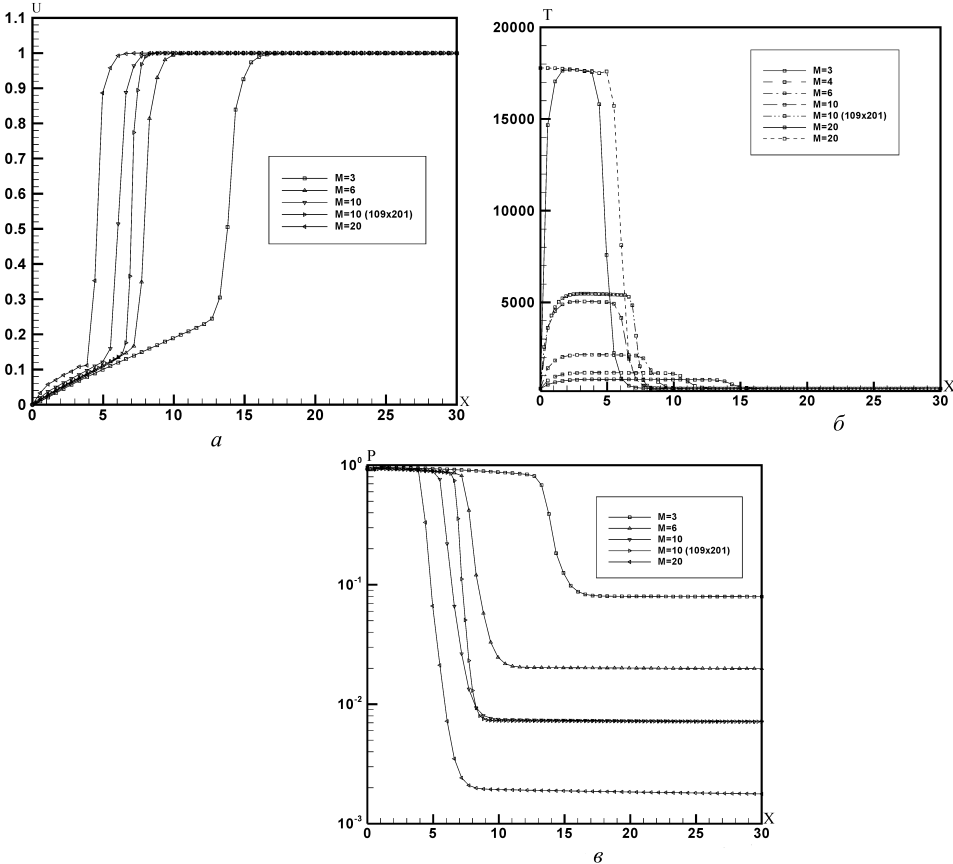 U
1.1
1
0.9
0.8
0.7
0.6
0.5
0.4
0.3
0.2
0.1
0
0 5 10 15 20 25 30
X
M=3
M=6
M=10
M=10 (109x201)
M=20
а
T
20000
15000
10000
5000
0 5 10 15 20 25 30
X
M=3
M=4
M=6
M=10
M=10 (109x201)
M=20
M=20
б
P
10⁰
10⁻¹
10⁻²
10⁻³
0 5 10 15 20 25 30
X
M=3
M=6
M=10
M=10 (109x201)
M=20
в